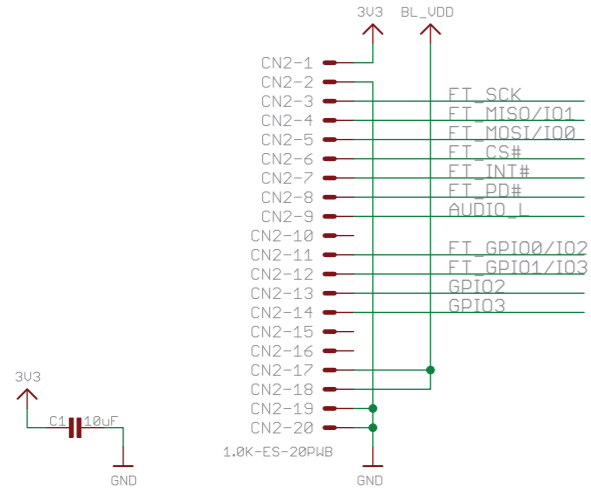 3V3 BL_VDD
CN2-1
CN2-2
CN2-3 FT_SCK
CN2-4 FT_MISO/IO1
CN2-5 FT_MOSI/IO0
CN2-6 FT_CS#
CN2-7 FT_INT#
CN2-8 FT_PD#
CN2-9 AUDIO_L
CN2-10
CN2-11 FT_GPIO0/IO2
CN2-12 FT_GPIO1/IO3
CN2-13 GPIO2
CN2-14 GPIO3
CN2-15
CN2-16
CN2-17
CN2-18
CN2-19
CN2-20
1.0K-ES-20PWB
GND
3V3
C1 10uF
GND